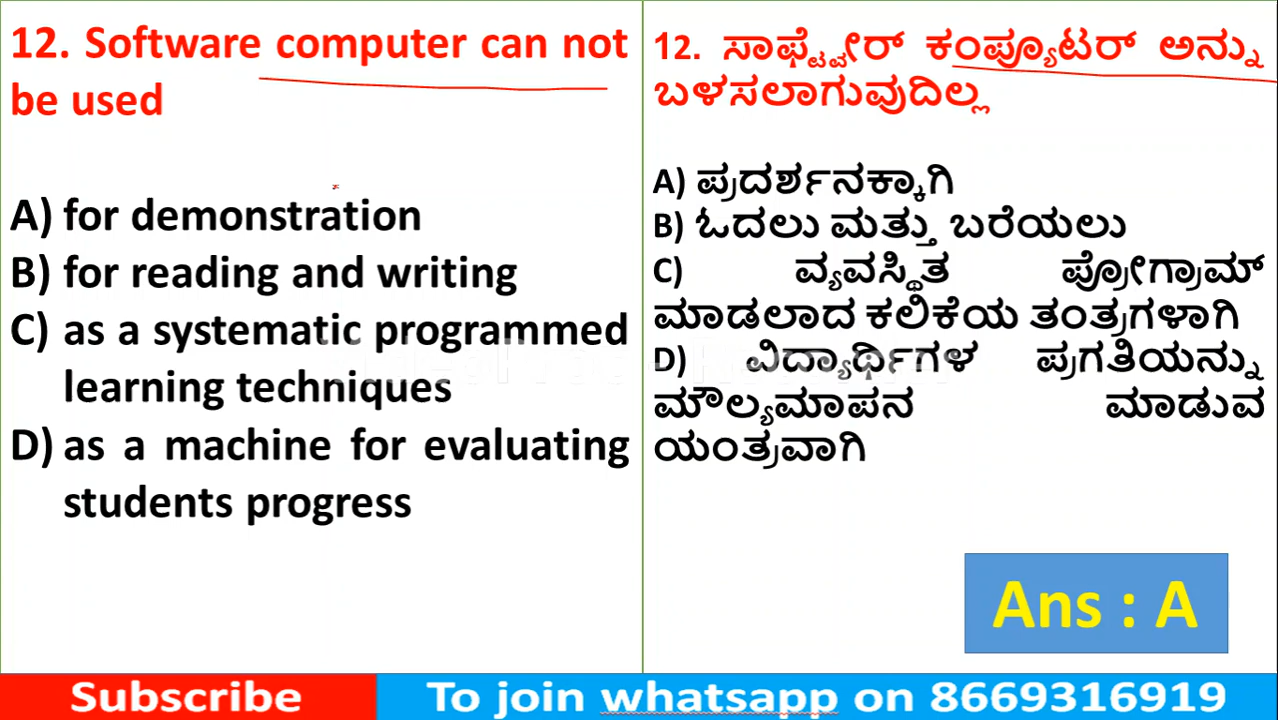 12. Software computer can not
be used
A) for demonstration
B) for reading and writing
C) as a systematic programmed
learning techniques
D) as a machine for evaluating
students progress
12. ಸಾಫ್ಟ್‌ವೇರ್ ಕಂಪ್ಯೂಟರ್ ಅನ್ನು
ಬಳಸಲಾಗುವುದಿಲ್ಲ
A) ಪ್ರದರ್ಶನಕ್ಕಾಗಿ
B) ಓದಲು ಮತ್ತು ಬರೆಯಲು
C) ವ್ಯವಸ್ಥಿತ ಪ್ರೋಗ್ರಾಮ್
ಮಾಡಲಾದ ಕಲಿಕೆಯ ತಂತ್ರಗಳಾಗಿ
D) ವಿದ್ಯಾರ್ಥಿಗಳ ಪ್ರಗತಿಯನ್ನು
ಮೌಲ್ಯಮಾಪನ ಮಾಡುವ
ಯಂತ್ರವಾಗಿ
Ans : A
Subscribe
To join whatsapp on 8669316919